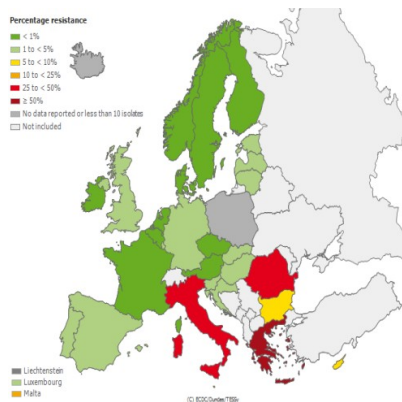 Percentage resistance
< 1%
1 to < 5%
5 to < 10%
10 to < 25%
25 to < 50%
≥ 50%
No data reported or less than 10 isolates
Not included
Liechtenstein
Luxembourg
Malta
(C) ECDC/Dundas/TESSy